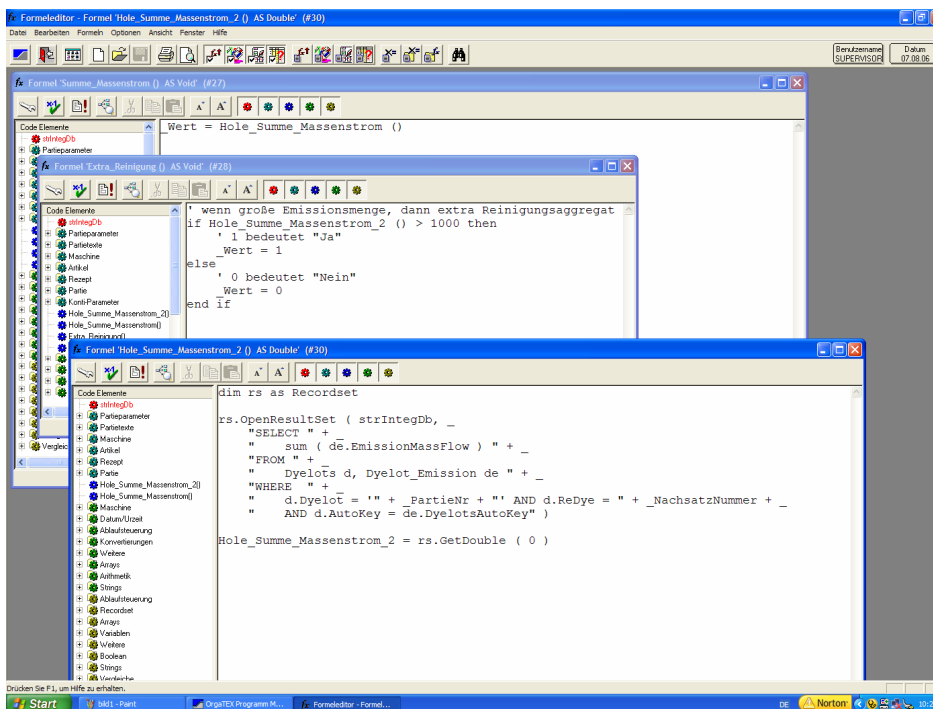 Formeleditor - Formel 'Hole_Summe_Massenstrom_2 () AS Double' (#30)
Datei Bearbeiten Formeln Optionen Ansicht Fenster Hilfe
Benutzername
SUPERVISOR
Datum
07.08.06
Formel 'Summe_Massenstrom () AS Void' (#27)
Code Elemente
strIntegDb
Partieparameter
_Wert = Hole_Summe_Massenstrom ()
Formel 'Extra_Reinigung () AS Void' (#28)
Code Elemente
strIntegDb
Partieparameter
Partietexte
Maschine
Artikel
Rezept
Partie
Konti-Parameter
Hole_Summe_Massenstrom_2()
Hole_Summe_Massenstrom()
Extra_Reinigung()
' wenn große Emissionsmenge, dann extra Reinigungsaggregat
if Hole_Summe_Massenstrom_2 () > 1000 then
' 1 bedeutet "Ja"
_Wert = 1
else
' 0 bedeutet "Nein"
_Wert = 0
end if
Vergleic
Formel 'Hole_Summe_Massenstrom_2 () AS Double' (#30)
Code Elemente
strIntegDb
Partieparameter
Partietexte
Maschine
Artikel
Rezept
Partie
Hole_Summe_Massenstrom_2()
Hole_Summe_Massenstrom()
Maschine
Datum/Urzeit
Ablaufsteuerung
Konvertierungen
Weitere
Arrays
Arithmetik
Strings
Ablaufsteuerung
Recordset
Arrays
Variablen
Weitere
Boolean
Strings
Vergleiche
dim rs as Recordset
rs.OpenResultSet ( strIntegDb, _
"SELECT " + _
" sum ( de.EmissionMassFlow ) " + _
"FROM " + _
" Dyelots d, Dyelot_Emission de " + _
"WHERE " + _
" d.Dyelot = '" + _PartieNr + "' AND d.ReDye = " + _NachsatzNummer + _
" AND d.AutoKey = de.DyelotsAutoKey" )
Hole_Summe_Massenstrom_2 = rs.GetDouble ( 0 )
Drücken Sie F1, um Hilfe zu erhalten.
Start
bild1 - Paint
OrgaTEX Programm M...
Formeleditor - Formel...
DE
Norton
10:2